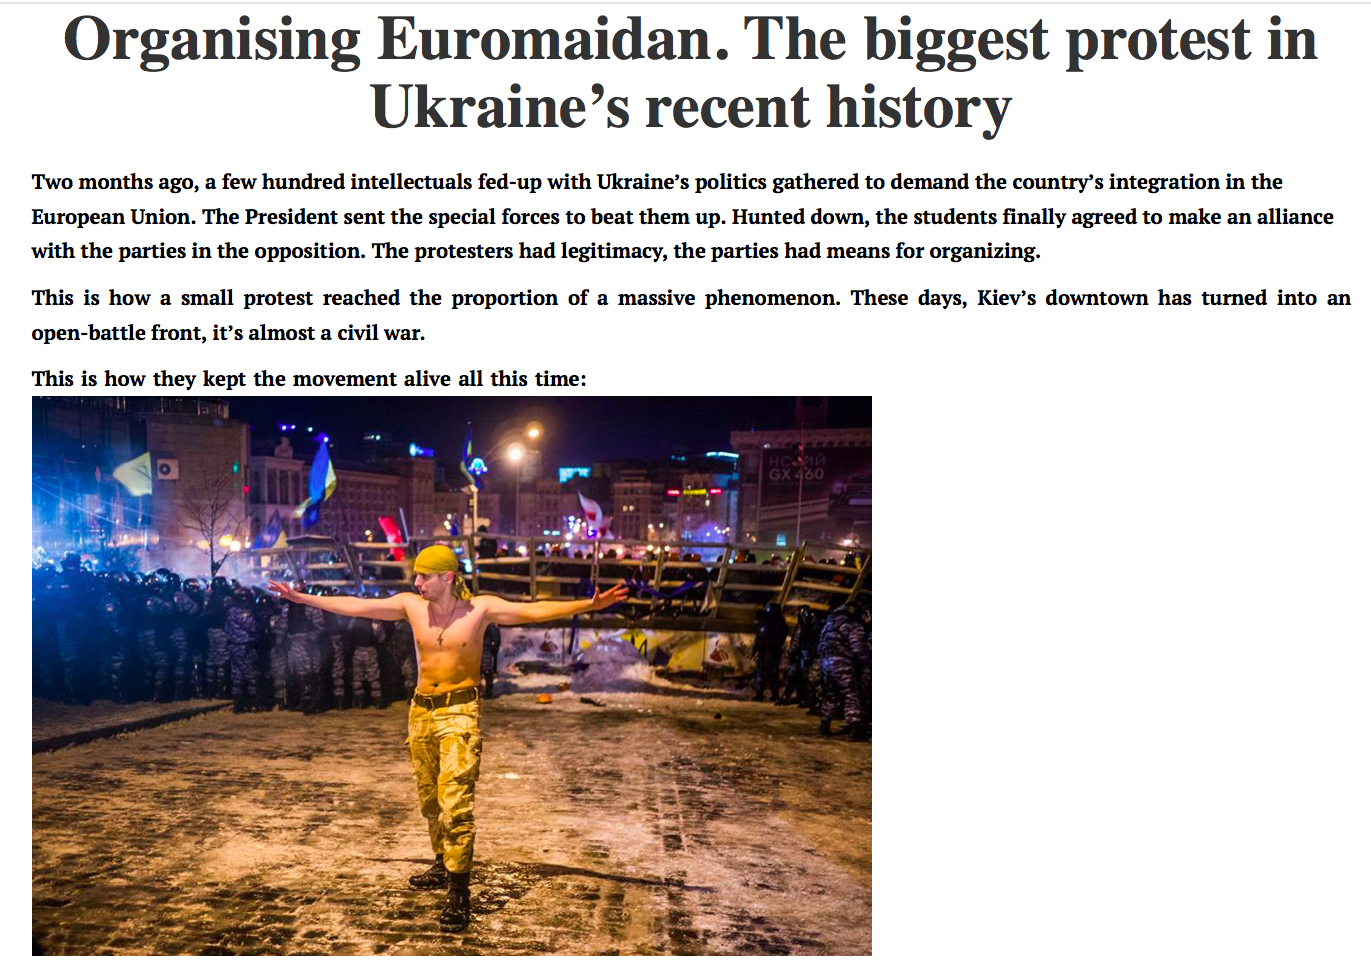 Organising Euromaidan. The biggest protest in
Ukraine’s recent history
Two months ago, a few hundred intellectuals fed-up with Ukraine’s politics gathered to demand the country’s integration in the
European Union. The President sent the special forces to beat them up. Hunted down, the students finally agreed to make an alliance
with the parties in the opposition. The protesters had legitimacy, the parties had means for organizing.
This is how a small protest reached the proportion of a massive phenomenon. These days, Kiev’s downtown has turned into an
open-battle front, it’s almost a civil war.
This is how they kept the movement alive all this time:
GX 460